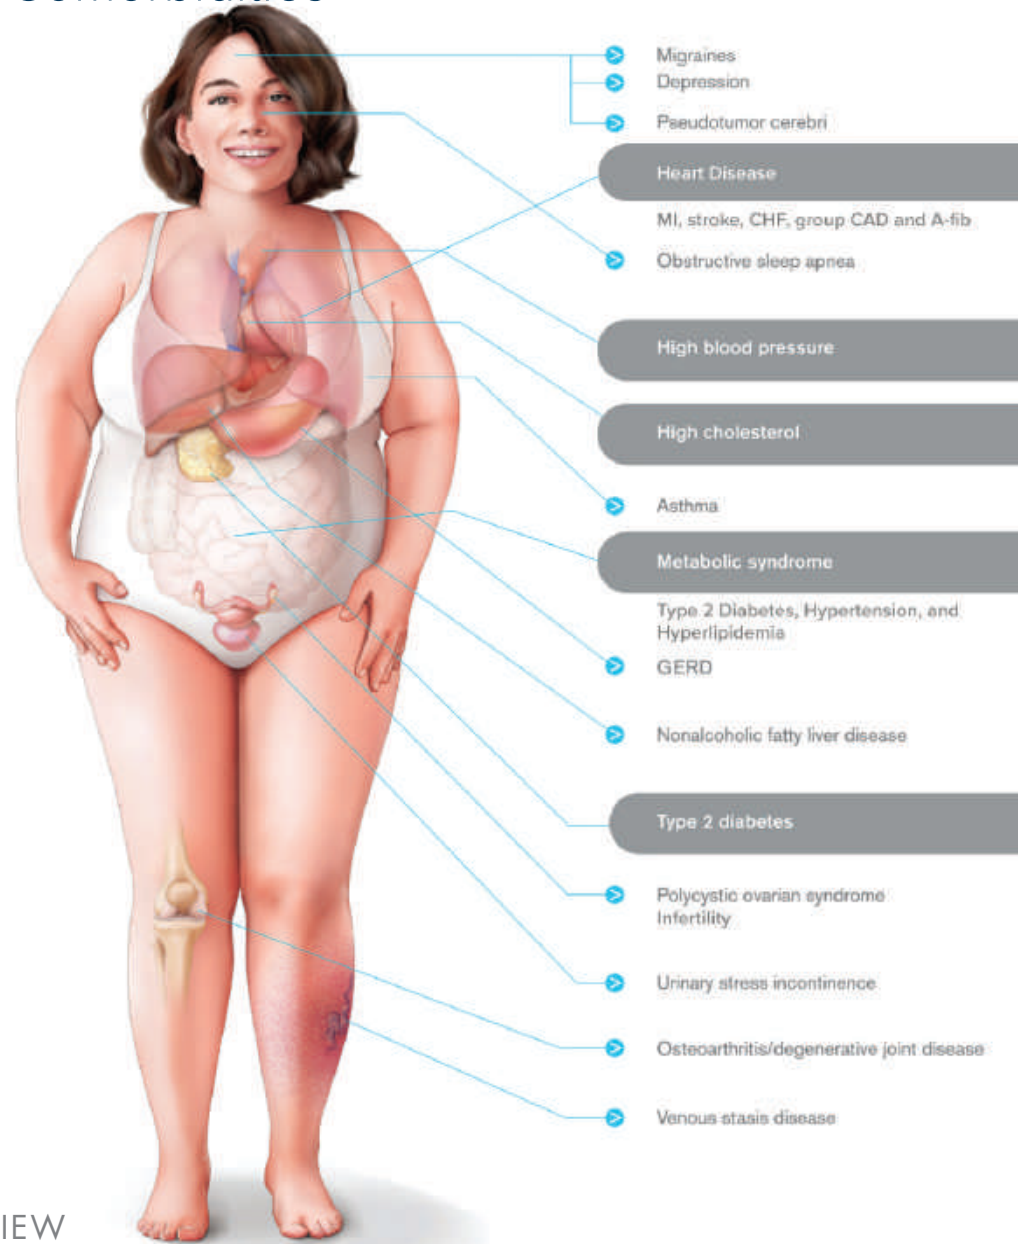 Migraines
Depression
Pseudotumor cerebri
Heart Disease
MI, stroke, CHF, group CAD and A-fib
Obstructive sleep apnea
High blood pressure
High cholesterol
Asthma
Metabolic syndrome
Type 2 Diabetes, Hypertension, and
Hyperlipidemia
GERD
Nonalcoholic fatty liver disease
Type 2 diabetes
Polycystic ovarian syndrome
Infertility
Urinary stress incontinence
Osteoarthritis/degenerative joint disease
Venous stasis disease
IEW